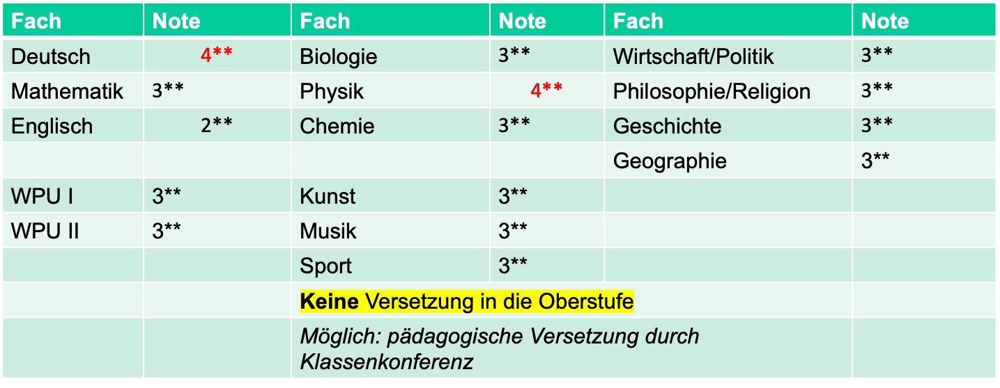 Fach Note Fach Note Fach Note
Deutsch 4** Biologie 3** Wirtschaft/Politik 3**
Mathematik 3** Physik 4** Philosophie/Religion 3**
Englisch 2** Chemie 3** Geschichte 3**
Geographie 3**
WPU I 3** Kunst 3**
WPU II 3** Musik 3**
Sport 3**
Keine Versetzung in die Oberstufe
Möglich: pädagogische Versetzung durch
Klassenkonferenz